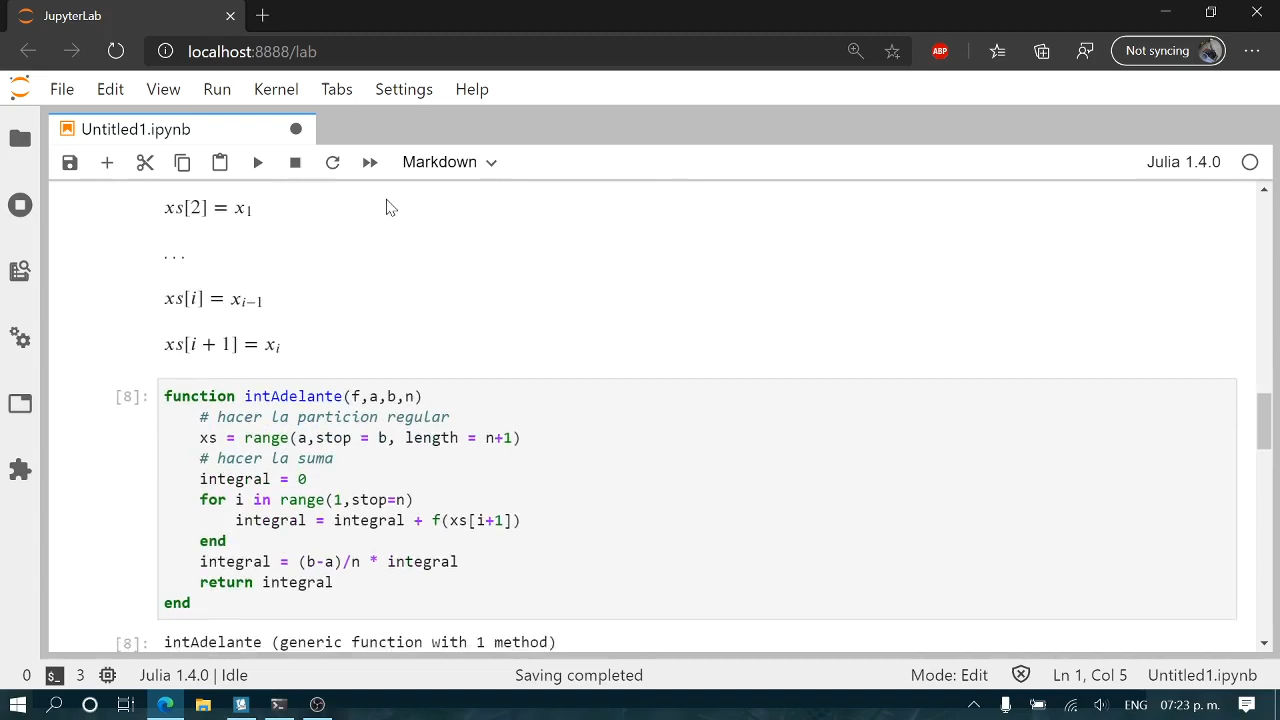 JupyterLab
localhost:8888/lab
ABP
Not syncing
File Edit View Run Kernel Tabs Settings Help
Untitled1.ipynb
Markdown
Julia 1.4.0
xs[2] = x₁
...
xs[i] = xᵢ₋₁
xs[i + 1] = xᵢ
[8]: function intAdelante(f,a,b,n)
# hacer la particion regular
xs = range(a,stop = b, length = n+1)
# hacer la suma
integral = 0
for i in range(1,stop=n)
integral = integral + f(xs[i+1])
end
integral = (b-a)/n * integral
return integral
end
[8]: intAdelante (generic function with 1 method)
0 3 Julia 1.4.0 | Idle Saving completed Mode: Edit Ln 1, Col 5 Untitled1.ipynb
ENG 07:23 p. m.